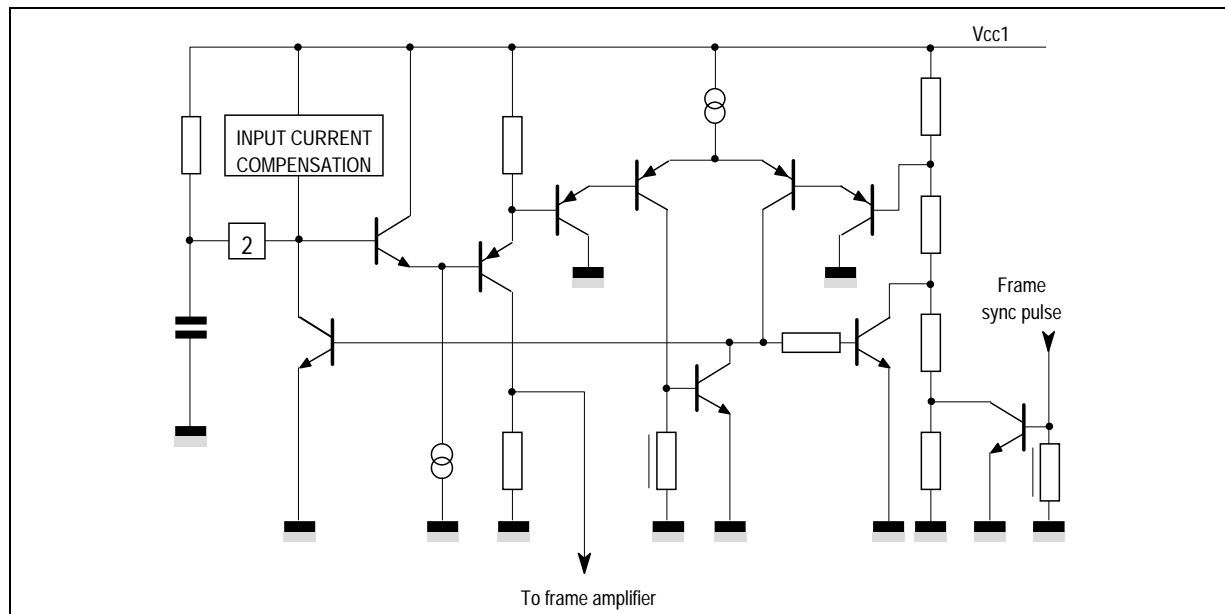 Vcc1
INPUT CURRENT
COMPENSATION
2
Frame
sync pulse
To frame amplifier